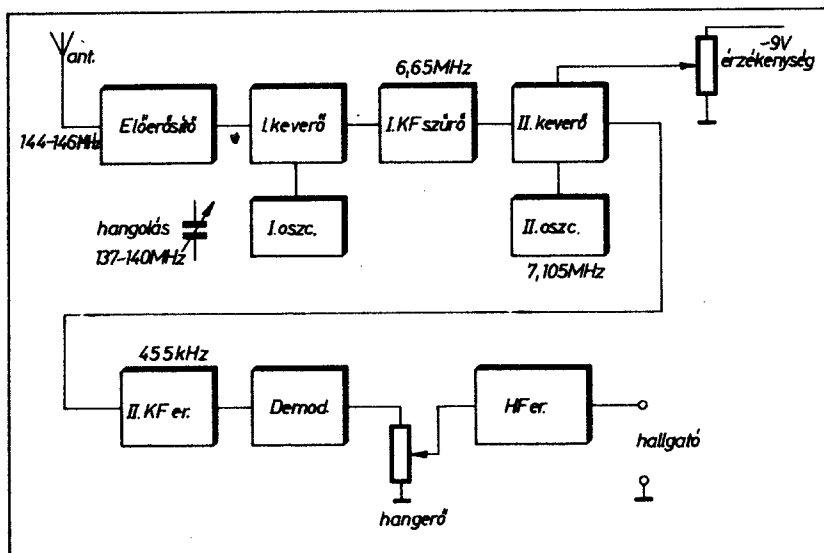 ant.
144-146MHz
Előerősítő
I.keverő
6,65MHz
I.KF szűrő
II.keverő
-9V
érzékenység
hangolás
137-140MHz
I.oszc.
II.oszc.
7,105MHz
455kHz
II.KF er.
Demod.
hangerő
HF er.
hallgató